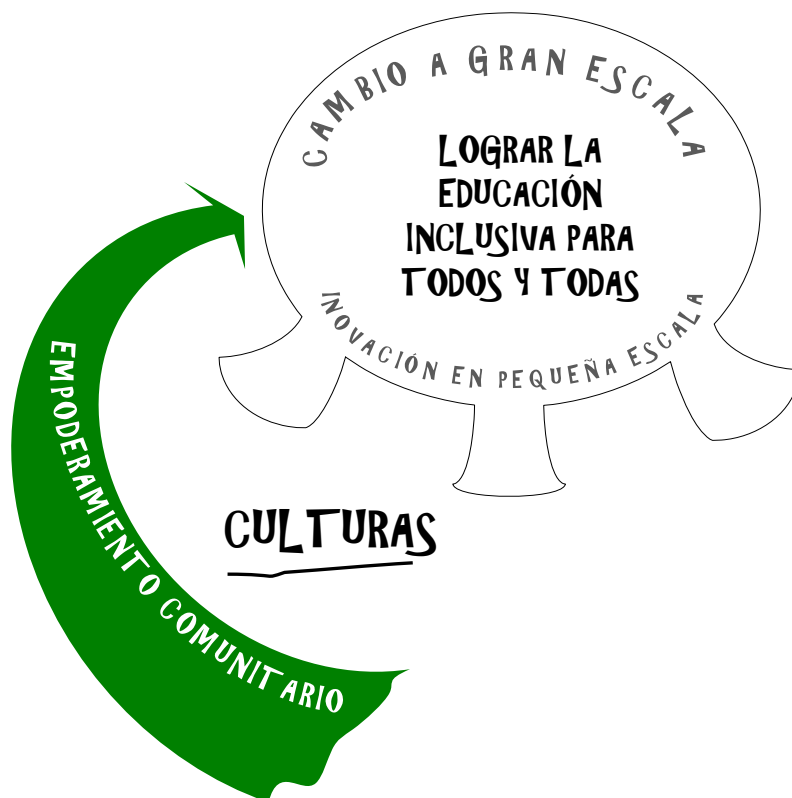 CAMBIO A GRAN ESCALA
LOGRAR LA
EDUCACIÓN
INCLUSIVA PARA
TODOS Y TODAS
INOVACIÓN EN PEQUEÑA ESCALA
EMPODERAMIENTO COMUNITARIO
CULTURAS